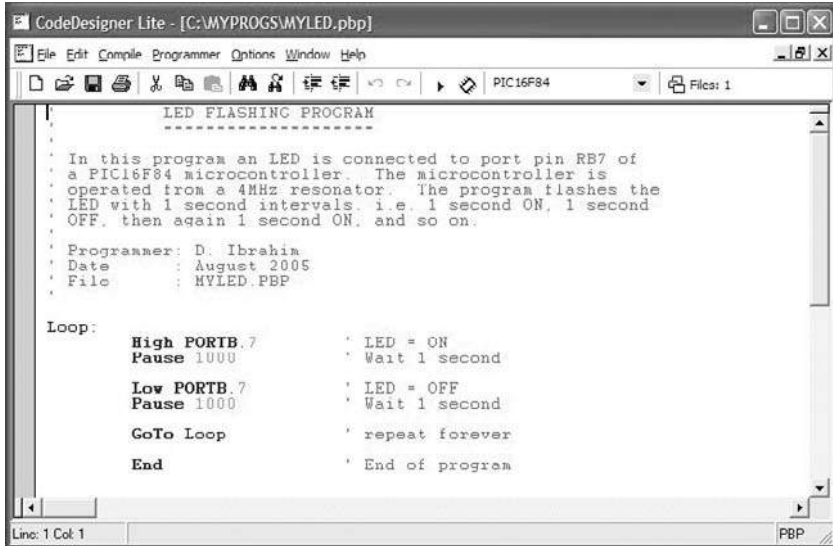 CodeDesigner Lite - [C:\MYPROGS\MYLED.pbp]
File Edit Compile Programmer Options Window Help
PIC16F84 Files: 1
' LED FLASHING PROGRAM
' ---------------------
'
' In this program an LED is connected to port pin RB7 of
' a PIC16F84 microcontroller. The microcontroller is
' operated from a 4MHz resonator. The program flashes the
' LED with 1 second intervals. i.e. 1 second ON, 1 second
' OFF, then again 1 second ON, and so on.
'
' Programmer: D. Ibrahim
' Date : August 2005
' File : MYLED.PBP
'
Loop:
High PORTB.7 ' LED = ON
Pause 1000 ' Wait 1 second
Low PORTB.7 ' LED = OFF
Pause 1000 ' Wait 1 second
GoTo Loop ' repeat forever
End ' End of program
Line: 1 Col: 1 PBP